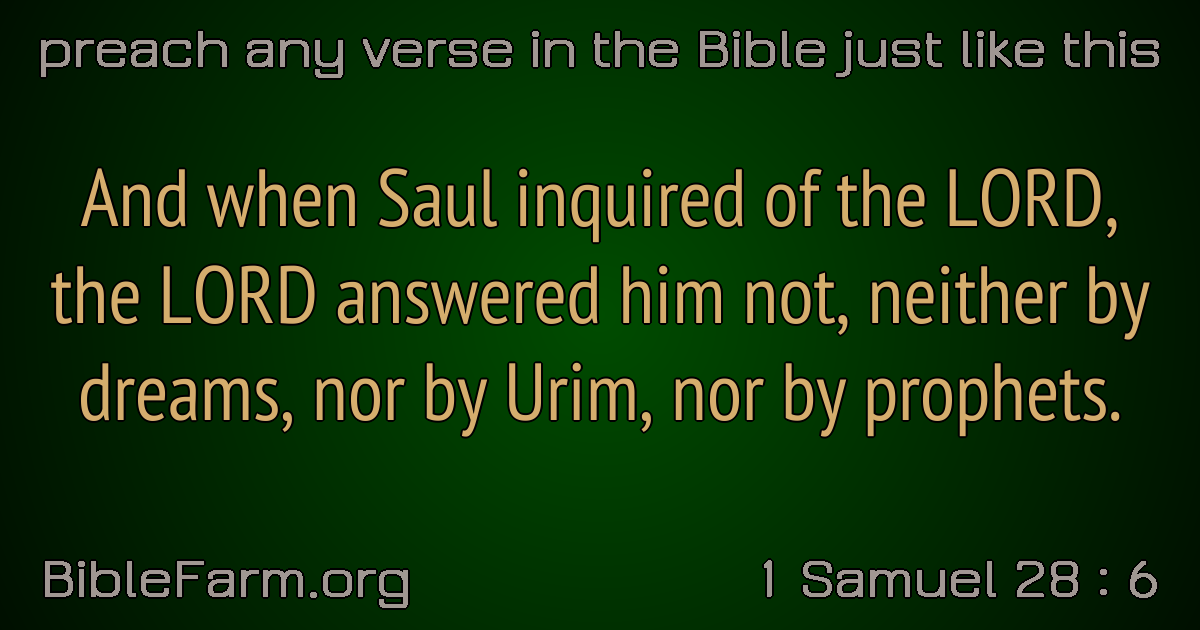 preach any verse in the Bible just like this
And when Saul inquired of the LORD,
the LORD answered him not, neither by
dreams, nor by Urim, nor by prophets.
BibleFarm.org
1 Samuel 28 : 6